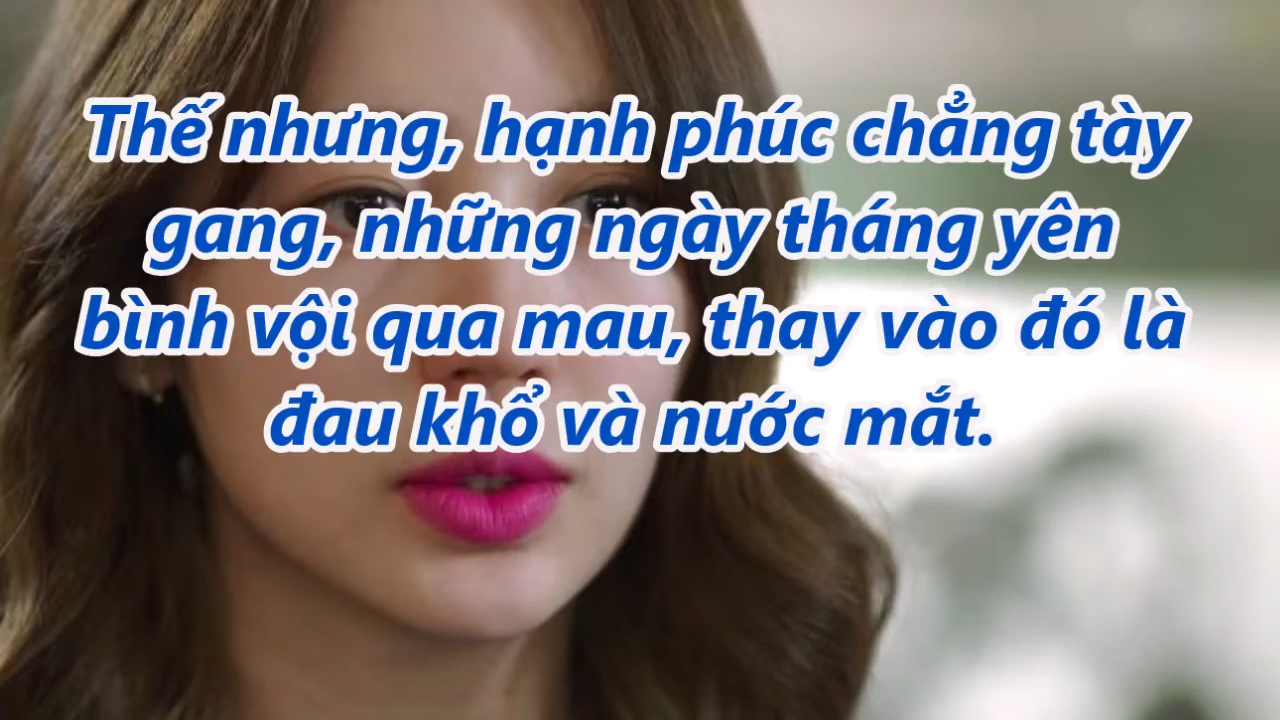 Thế nhưng, hạnh phúc chẳng tày
gang, những ngày tháng yên
bình vội qua mau, thay vào đó là
đau khổ và nước mắt.